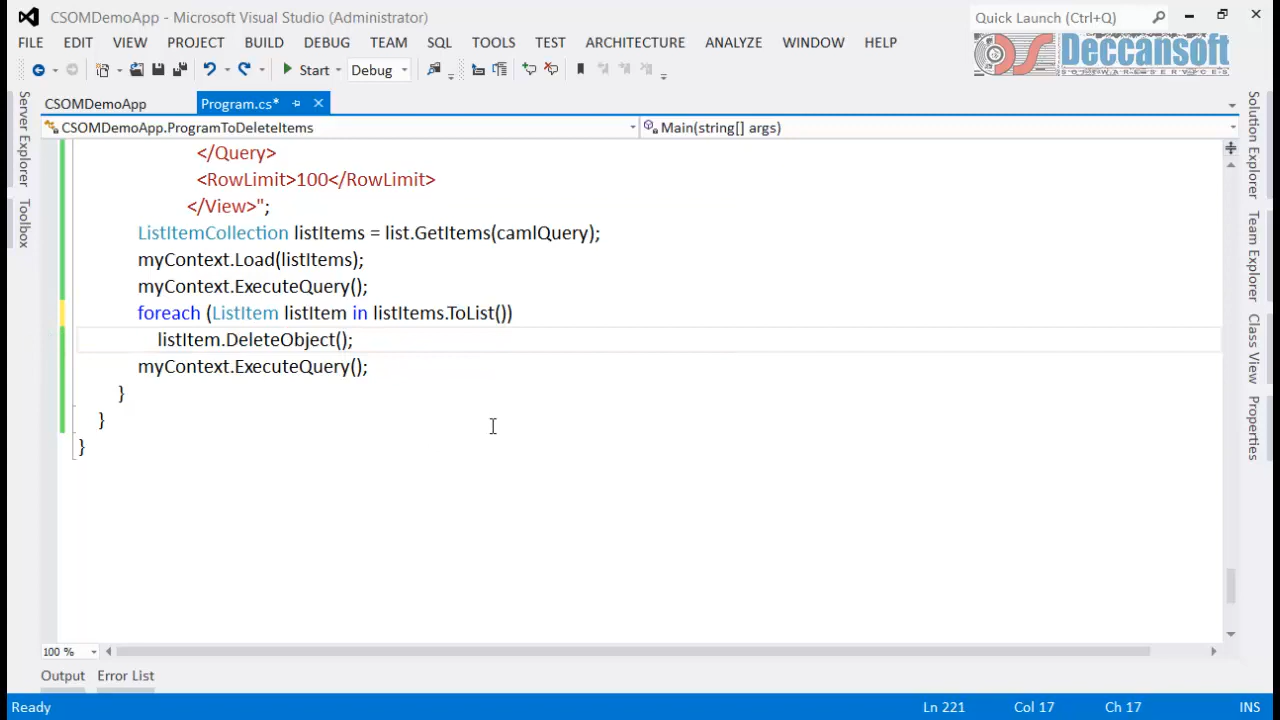 CSOMDemoApp - Microsoft Visual Studio (Administrator)
Quick Launch (Ctrl+Q)
FILE EDIT VIEW PROJECT BUILD DEBUG TEAM SQL TOOLS TEST ARCHITECTURE ANALYZE WINDOW HELP
Deccansoft
SOFTWARE SERVICES
Start Debug
CSOMDemoApp Program.cs*
CSOMDemoApp.ProgramToDeleteItems Main(string[] args)
</Query>
<RowLimit>100</RowLimit>
</View>";
ListItemCollection listItems = list.GetItems(camlQuery);
myContext.Load(listItems);
myContext.ExecuteQuery();
foreach (ListItem listItem in listItems.ToList())
listItem.DeleteObject();
myContext.ExecuteQuery();
}
}
}
Server Explorer
Toolbox
Solution Explorer
Team Explorer
Class View
Properties
100 %
Output Error List
Ready Ln 221 Col 17 Ch 17 INS